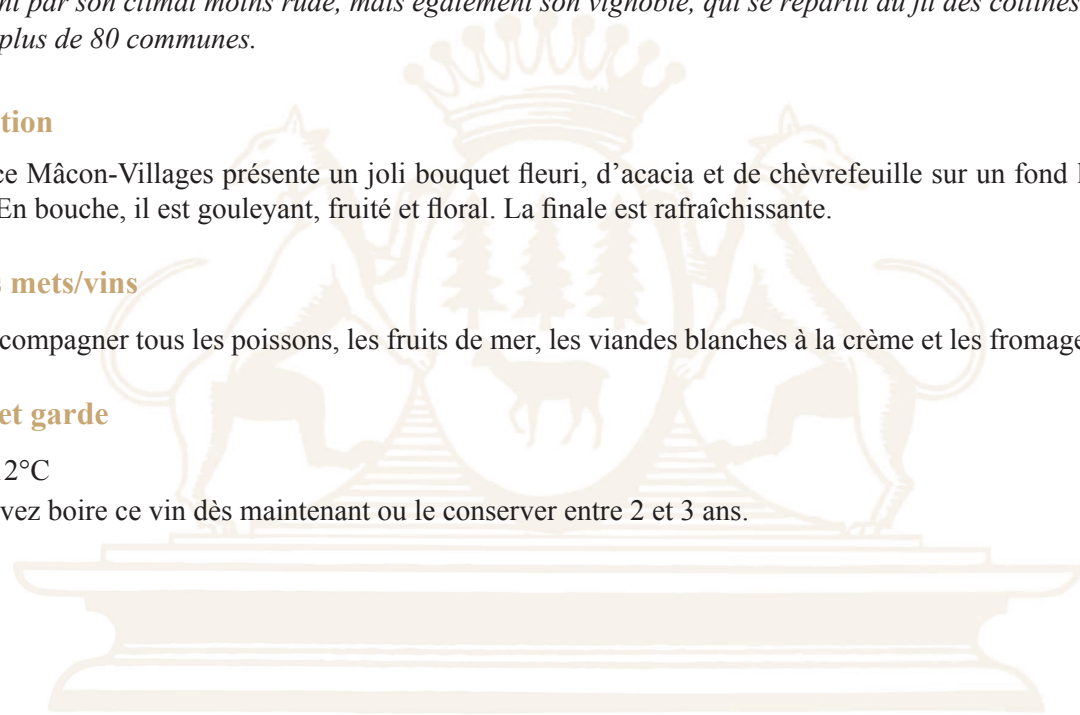 par son climat moins rude, mais également son vignoble, qui se répartit au fil des collines
plus de 80 communes.
tion
ce Mâcon-Villages présente un joli bouquet fleuri, d’acacia et de chèvrefeuille sur un fond
En bouche, il est gouleyant, fruité et floral. La finale est rafraîchissante.
mets/vins
compagner tous les poissons, les fruits de mer, les viandes blanches à la crème et les fromage
et garde
2°C
vez boire ce vin dès maintenant ou le conserver entre 2 et 3 ans.